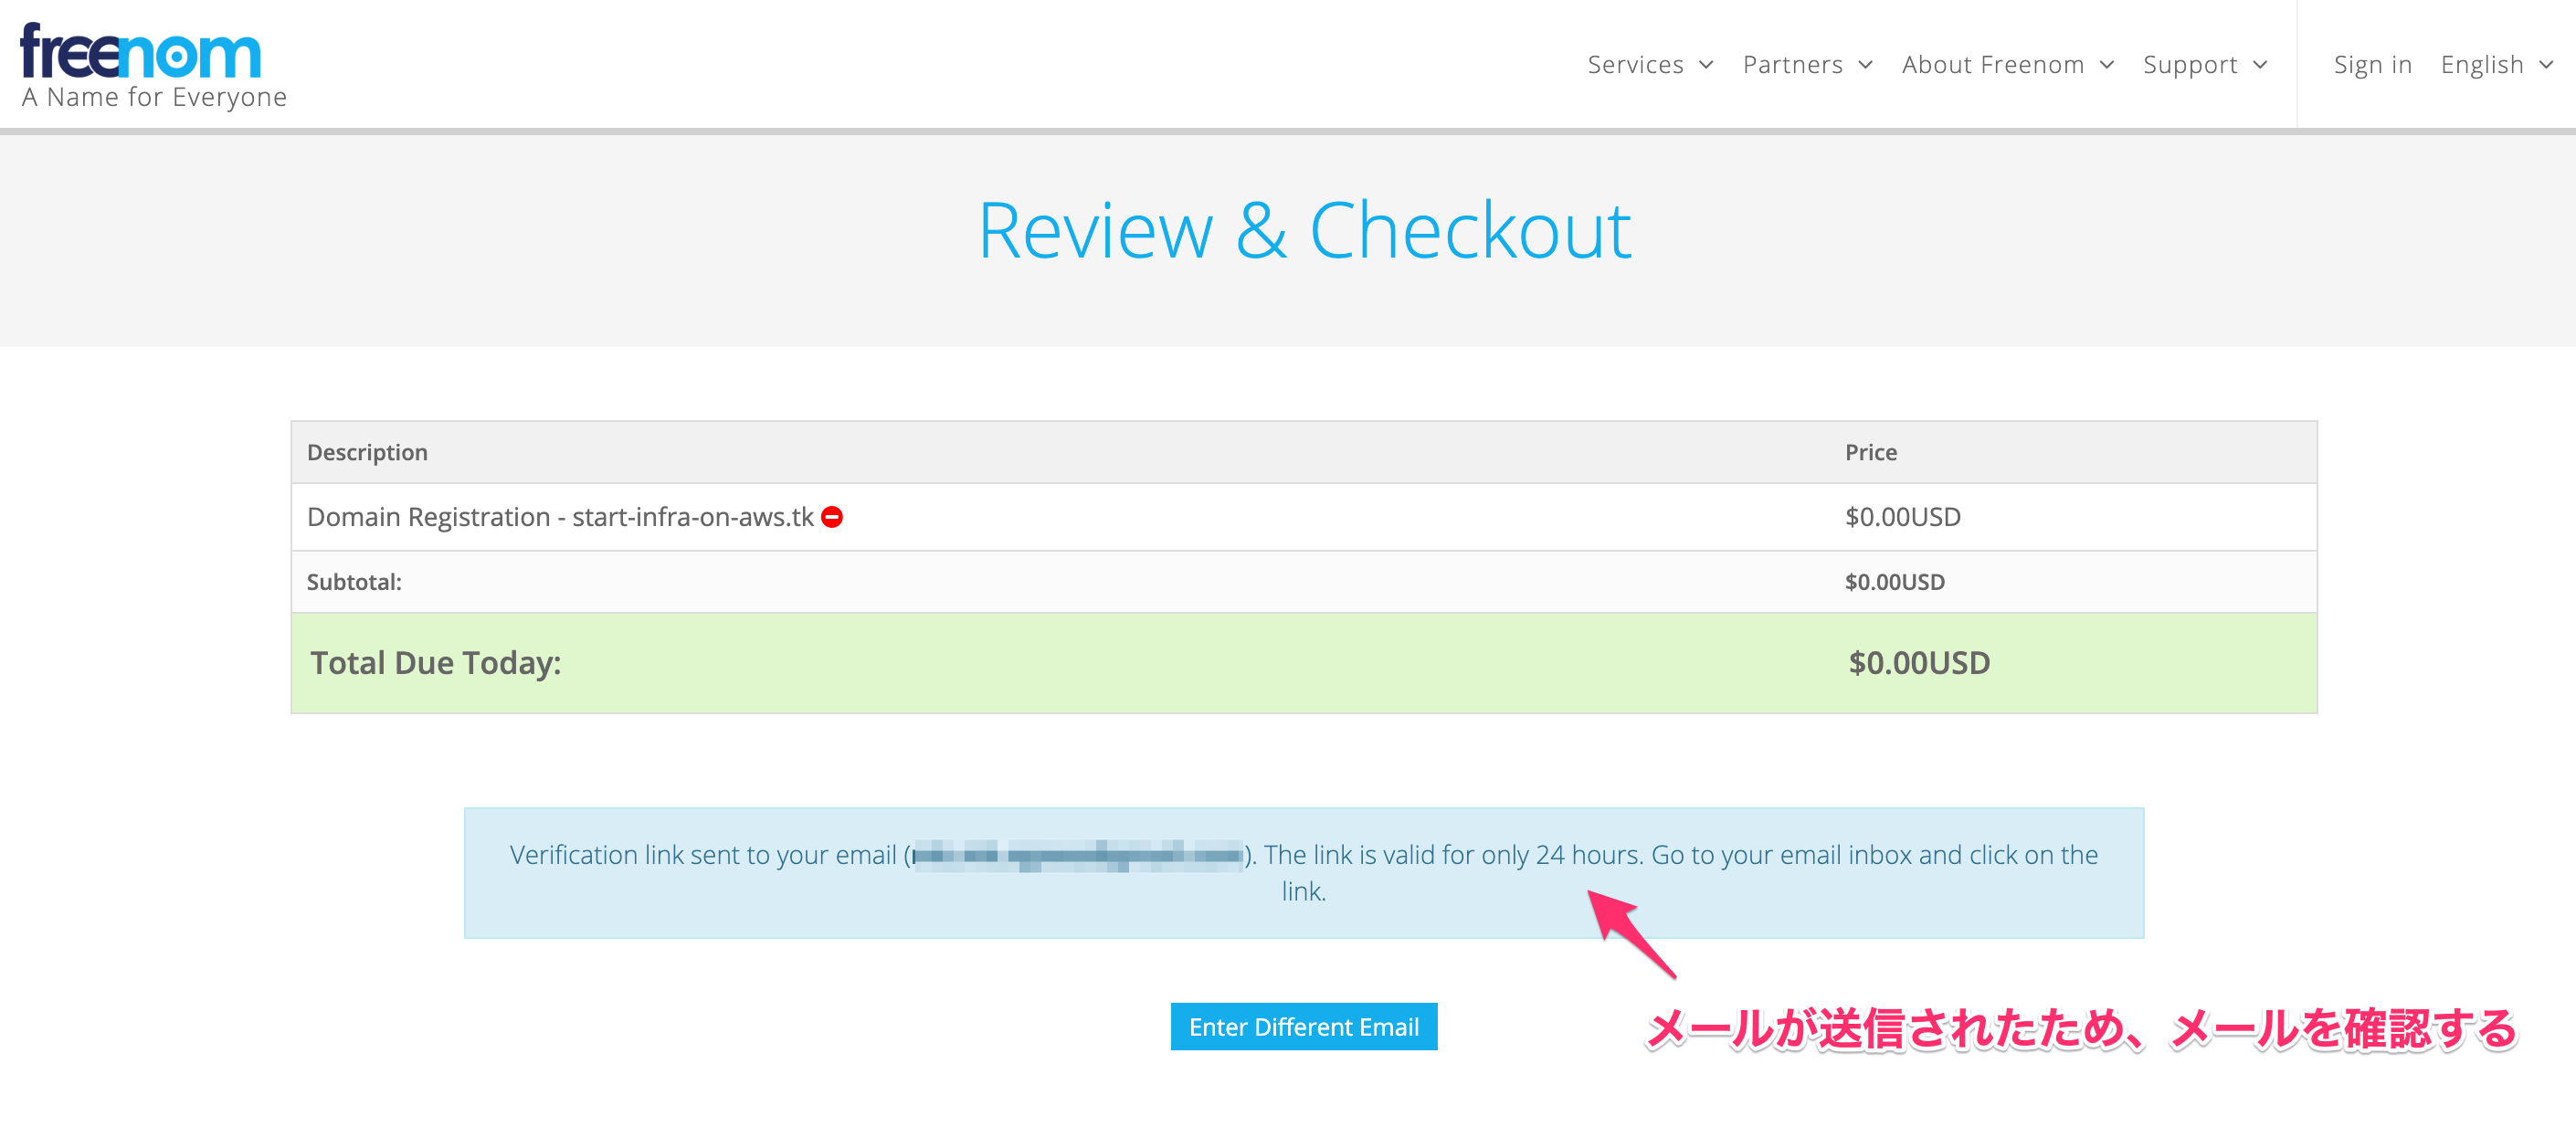 freenom
A Name for Everyone
Services Partners About Freenom Support Sign in English
Review & Checkout
Description Price
Domain Registration - start-infra-on-aws.tk $0.00USD
Subtotal: $0.00USD
Total Due Today: $0.00USD
Verification link sent to your email ( ). The link is valid for only 24 hours. Go to your email inbox and click on the
link.
Enter Different Email
メールが送信されたため、メールを確認する